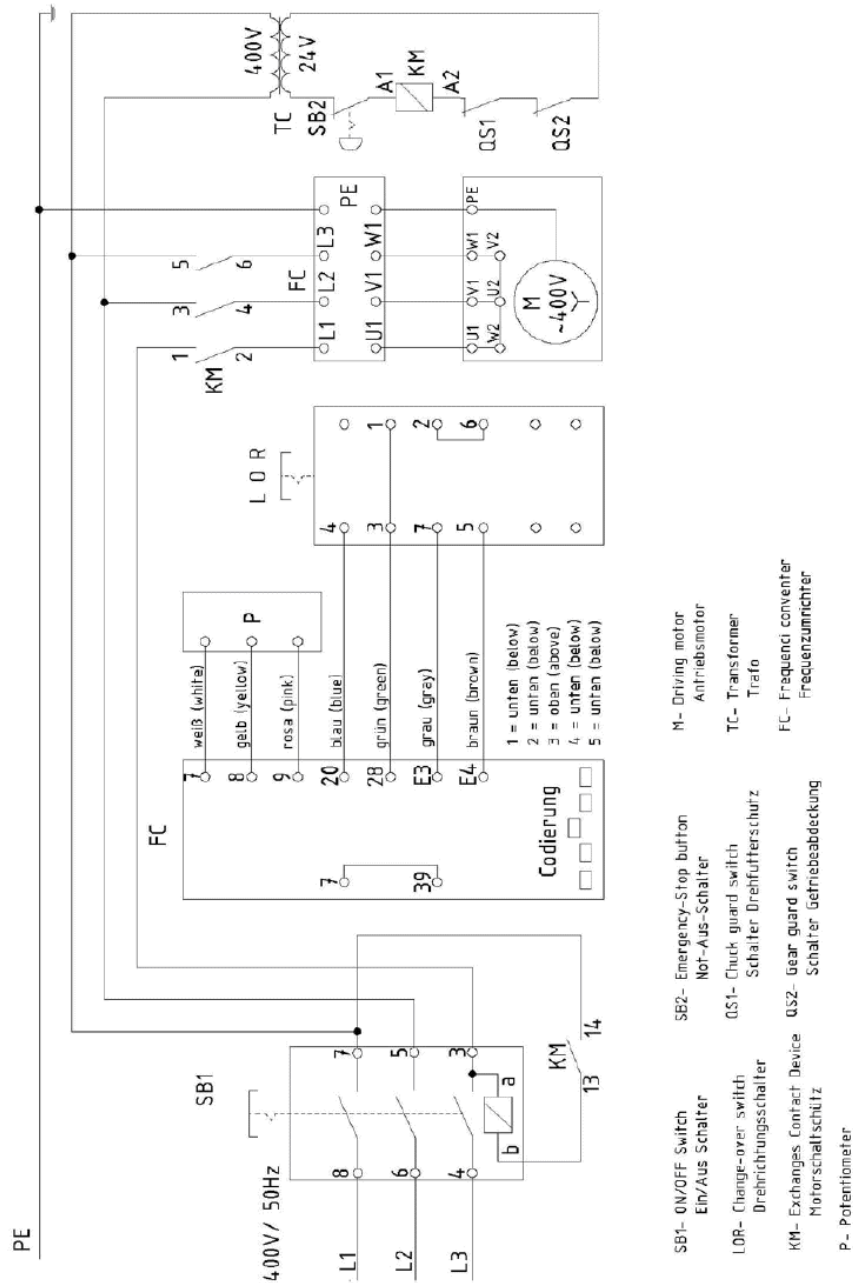 PE
400V/ 50Hz
L1
L2
L3
SB1
8
6
4
7
5
3
b
a
KM
13
14
FC
7
39
7
8
9
20
28
E3
E4
Codierung
weiß (white)
gelb (yellow)
rosa (pink)
blau (blue)
grün (green)
grau (gray)
braun (brown)
P
1 = unten (below)
2 = unten (below)
3 = oben (above)
4 = unten (below)
5 = unten (below)
L O R
4
3
7
5
1
2
6
KM
1
3
5
2
4
6
FC
L1
L2
L3
PE
U1
V1
W1
U1
V1
W1
PE
W2
U2
V2
M
~400V
TC
400V
24V
SB2
A1
KM
A2
QS1
QS2
SB1- ON/OFF Switch
Ein/Aus Schalter
LOR- Change-over switch
Drehrichtungsschalter
KM- Exchanges Contact Device
Motorschaltschütz
P- Potentiometer
SB2- Emergency-Stop button
Not-Aus-Schalter
QS1- Chuck guard switch
Schalter Drehfutterschutz
QS2- Gear guard switch
Schalter Getriebeabdeckung
M- Driving motor
Antriebsmotor
TC- Transformer
Trafo
FC- Frequenci conventer
Frequenzumrichter